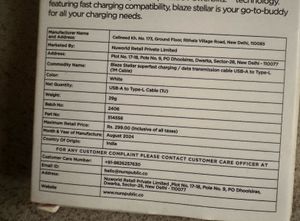 technology,
featuring fast charging compatibility, blaze stellar is your go-to-buddy
for all your charging needs.
Manufacturer Name and Address: Cellneed Kh. No. 173, Ground Floor, Rithala Village Road, New Delhi, 110085
Marketed By: Nuworld Retail Private Limited
Address: Plot No. 17-18, Pole No. 9, PO Dhoolsiras, Dwarka, Sector-28, New Delhi - 110077
Commodity Name: Blaze Stellar superfast charging / data transmission cable USB-A to Type-L
(1M Cable)
Color: White
Contents: USB-A to Type-L Cable (1U)
Weight: 29g
Batch No: 2406
Part No: 514556
Maximum Retail Price: Rs. 299.00 (Inclusive of all taxes)
Month & Year of Manufacture: August 2024
Country Of Origin: India
FOR ANY CUSTOMER COMPLAINT PLEASE CONTACT CUSTOMER CARE OFFICER AT
Customer Care Number:
Email ID: hello@nurepublic.co
Address: Nuworld Retail Private Limited, Plot No. 17-18, Pole No. 9, PO Dhoolsiras,
Dwarka, Sector-28, New Delhi - 110077
Website: www.nurepublic.co